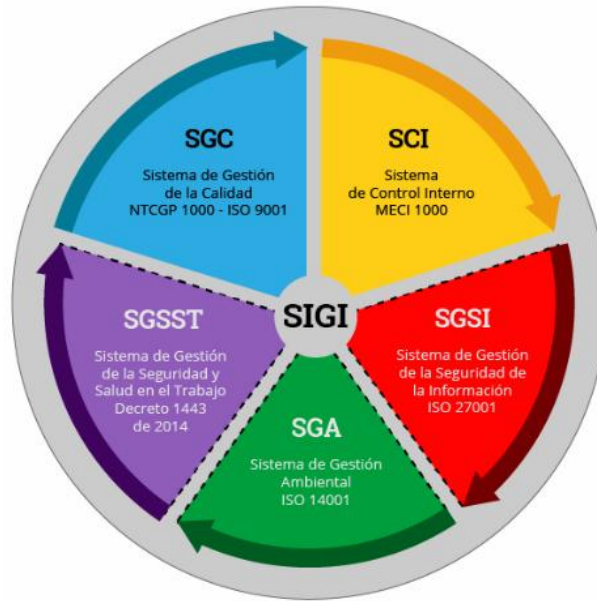 SGC
Sistema de Gestión
de la Calidad
NTCGP 1000 - ISO 9001
SCI
Sistema
de Control Interno
MECI 1000
SGSST
Sistema de Gestión
de la Seguridad y
Salud en el Trabajo
Decreto 1443
de 2014
SIGI
SGSI
Sistema de Gestión
de la Seguridad de
la Información
ISO 27001
SGA
Sistema de Gestión
Ambiental
ISO 14001